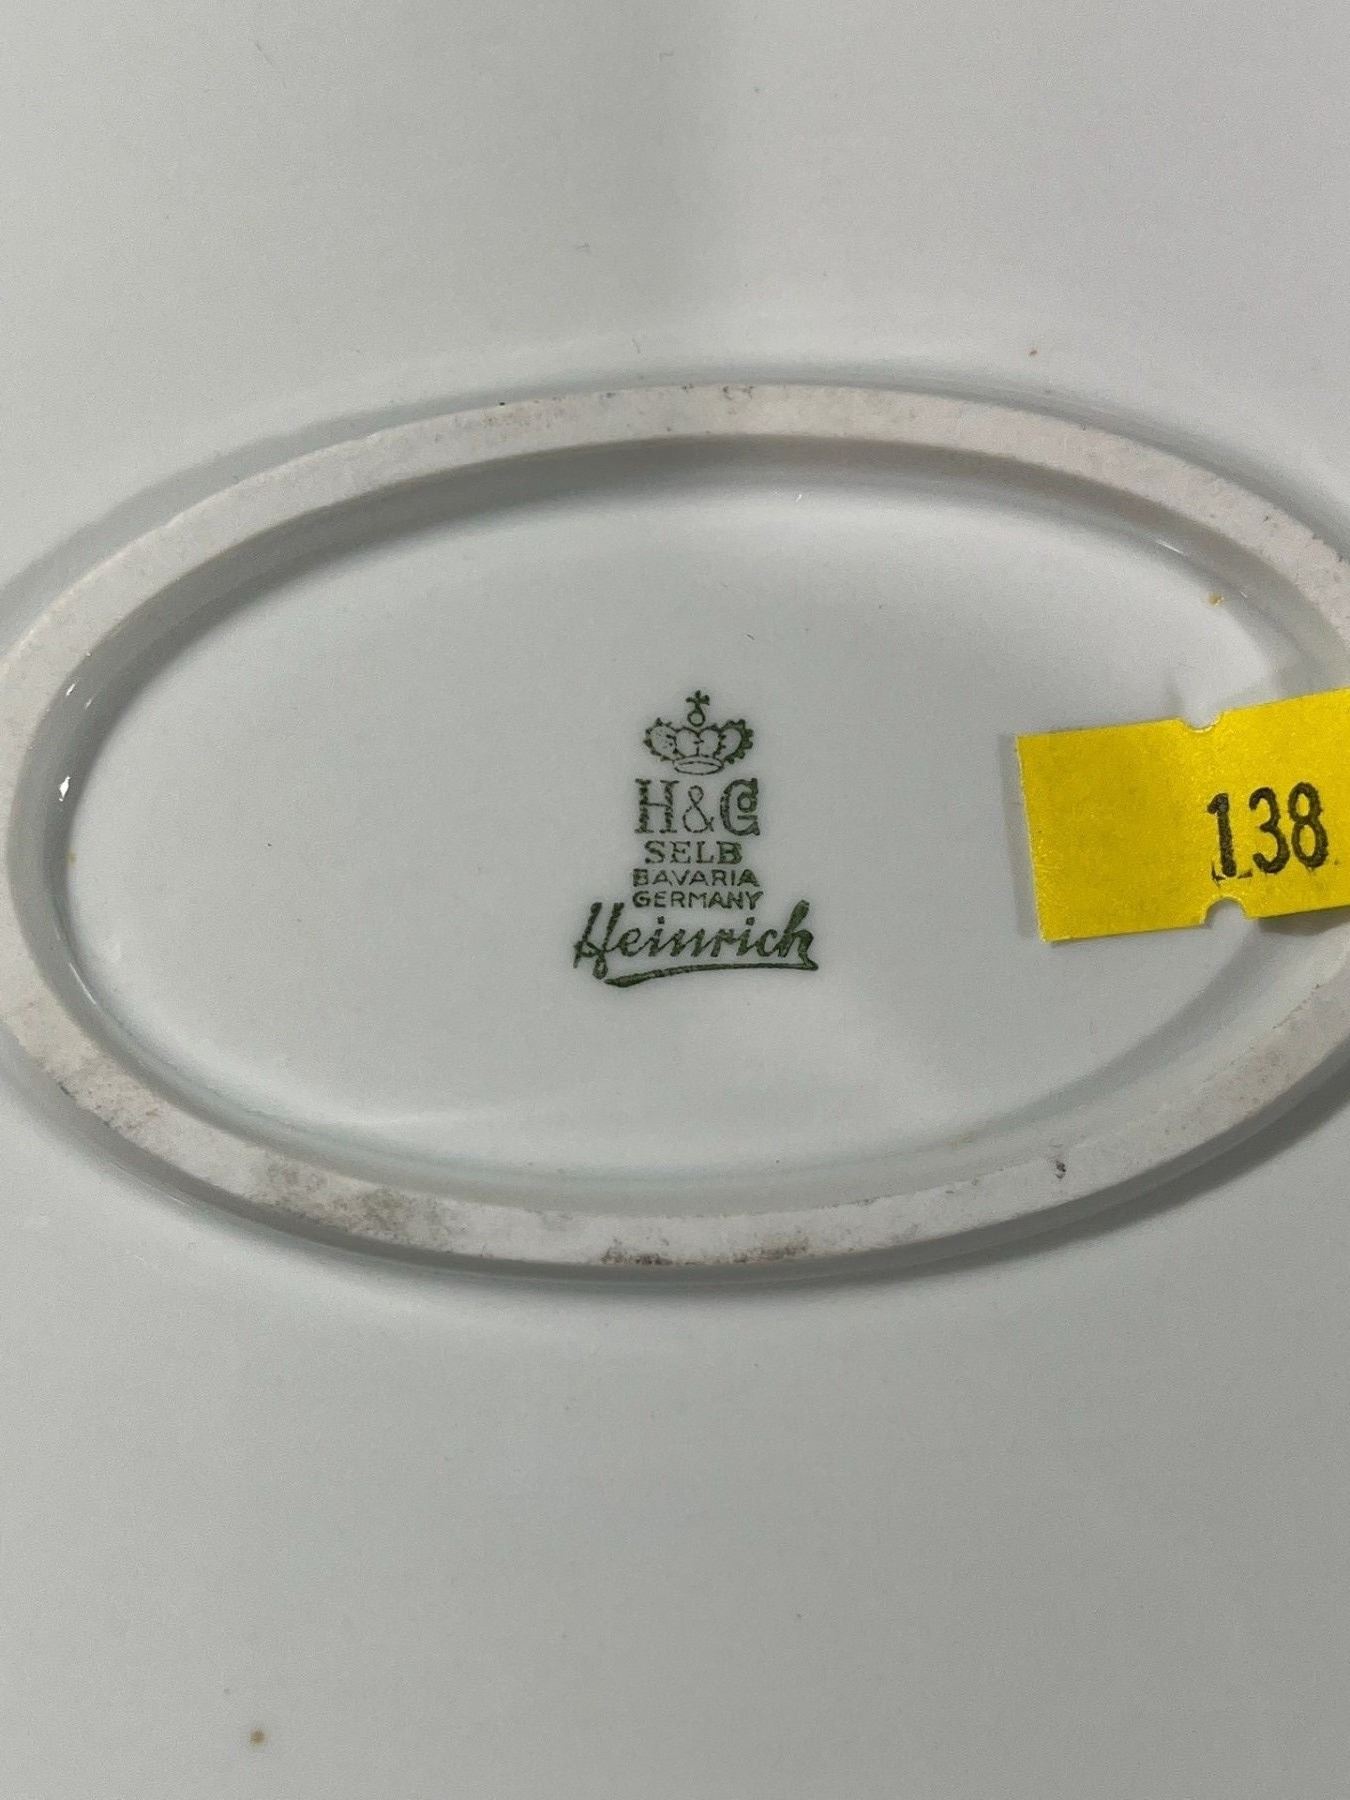 H&Co
SELB
BAVARIA
GERMANY
Heinrich
138